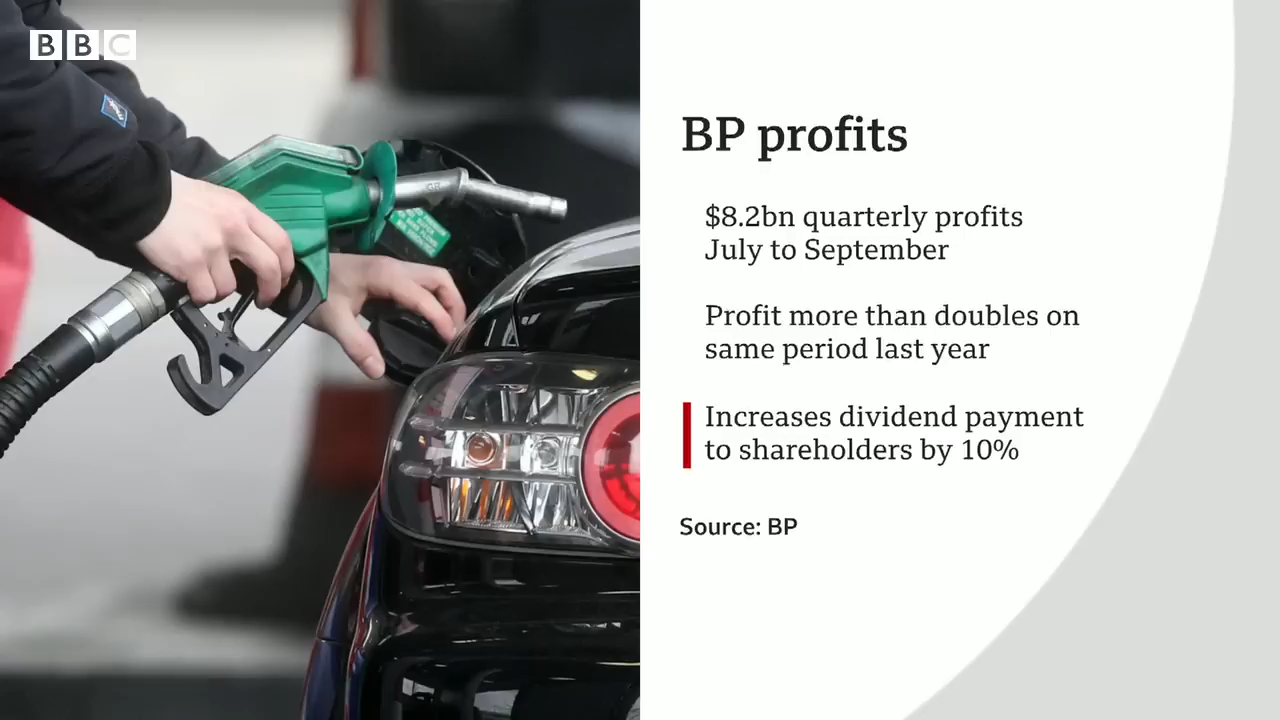 BBC
BP profits
$8.2bn quarterly profits
July to September
Profit more than doubles on
same period last year
Increases dividend payment
to shareholders by 10%
Source: BP